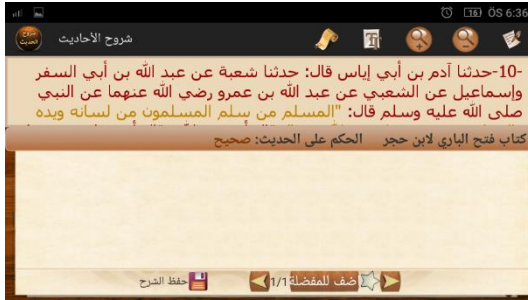 16 ÖS 6:36
شروح الأحاديث
شروح الحديث
-10-حدثنا آدم بن أبي إياس قال: حدثنا شعبة عن عبد الله بن أبي السفر
وإسماعيل عن الشعبي عن عبد الله بن عمرو رضي الله عنهما عن النبي
صلى الله عليه وسلم قال: "المسلم من سلم المسلمون من لسانه ويده
كتاب فتح الباري لابن حجر الحكم على الحديث: صحيح
اضف للمفضلة 1/1
حفظ الشرح